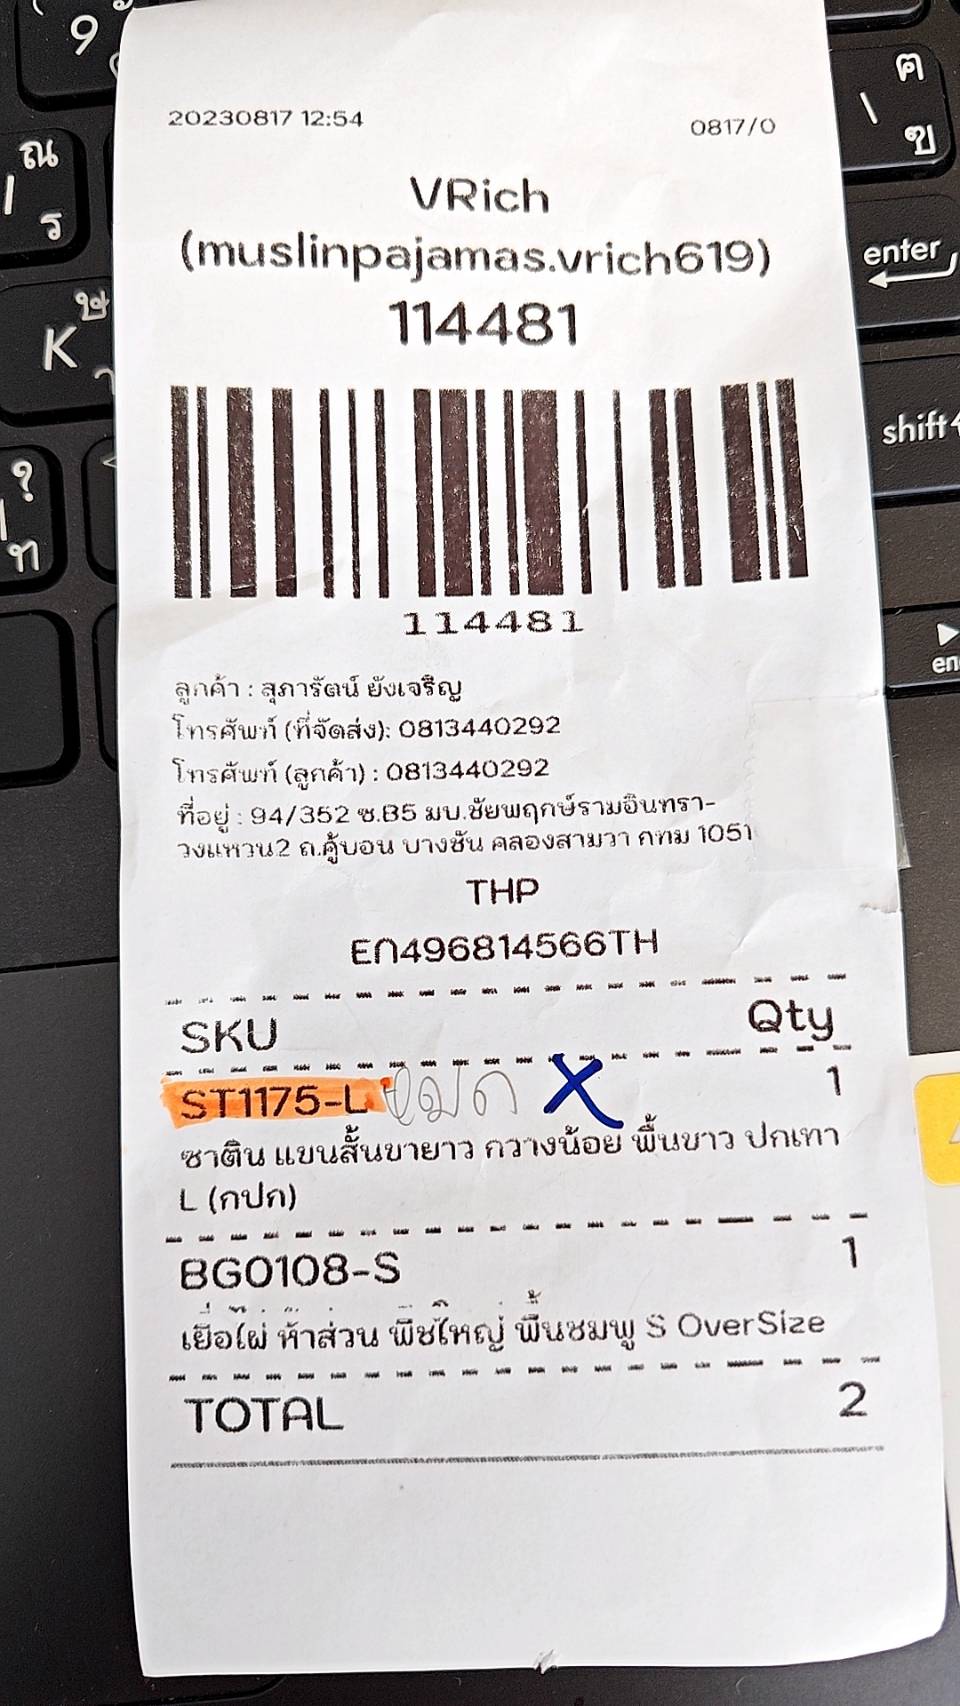 20230817 12:54
0817/0
VRich
(muslinpajamas.vrich619)
114481
114481
ลูกค้า : สุภารัตน์ ยังเจริญ
โทรศัพท์ (ที่จัดส่ง): 0813440292
โทรศัพท์ (ลูกค้า) : 0813440292
ที่อยู่ : 94/352 ซ.B5 มบ.ชัยพฤกษ์รามอินทรา-
วงแหวน2 ถ.คู้บอน บางชัน คลองสามวา กทม 1051
THP
EO496814566TH
SKU Qty
ST1175-L หมด X 1
ซาติน แขนสั้นขายาว กวางน้อย พื้นขาว ปกเทา
L (กปก)
BG0108-S 1
เยื่อไผ่ ห้าส่วน พืชใหญ่ พื้นชมพู S OverSize
TOTAL 2
9
ณ
ร
K
ษ
า
?
ท
ฅ
\
ฃ
enter
shift
en